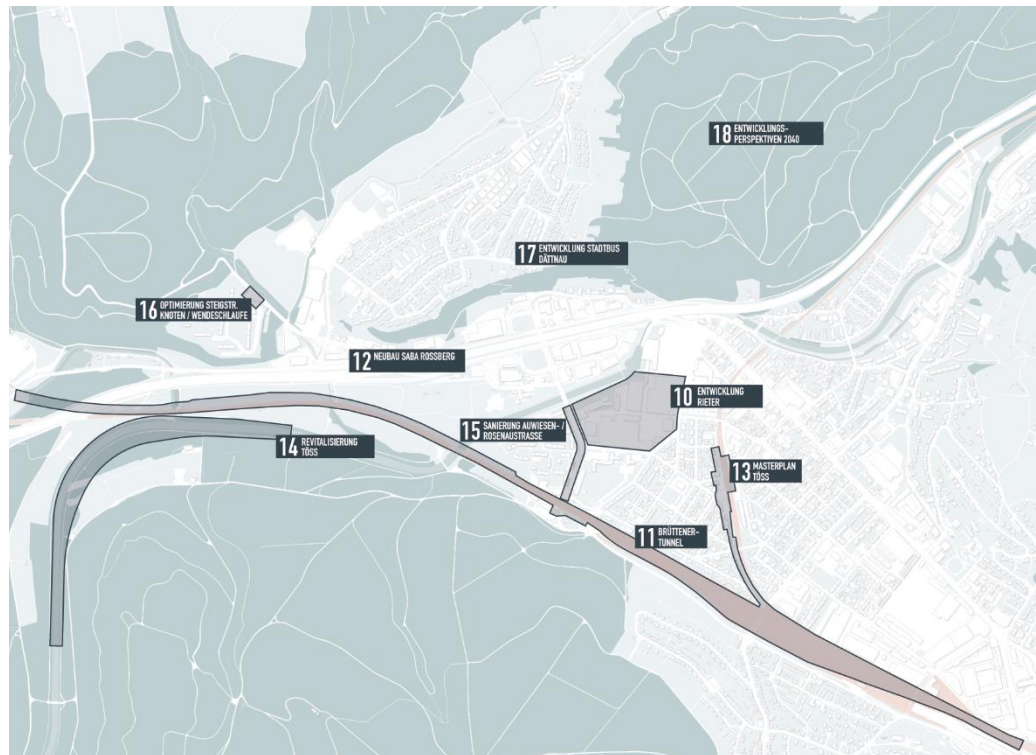 18 ENTWICKLUNGS-
PERSPEKTIVEN 2040
17 ENTWICKLUNG STADTBUS
DÄTTNAU
16 OPTIMIERUNG STEIGSTR.
KNOTEN / WENDESCHLAUFE
12 NEUBAU SABA ROSSBERG
10 ENTWICKLUNG
RIETER
15 SANIERUNG AUWIESEN- /
ROSENAUSTRASSE
14 REVITALISIERUNG
TÖSS
13 MASTERPLAN
TÖSS
11 BRÜTTENER-
TUNNEL